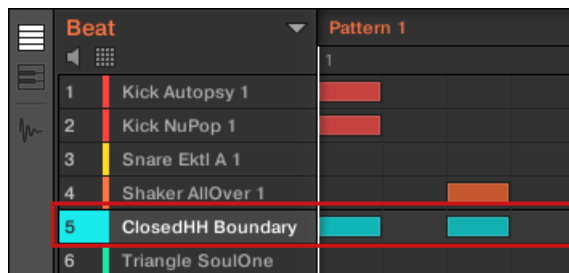 Beat
Pattern 1
1
1 Kick Autopsy 1
2 Kick NuPop 1
3 Snare Ektl A 1
4 Shaker AllOver 1
5 ClosedHH Boundary
6 Triangle SoulOne